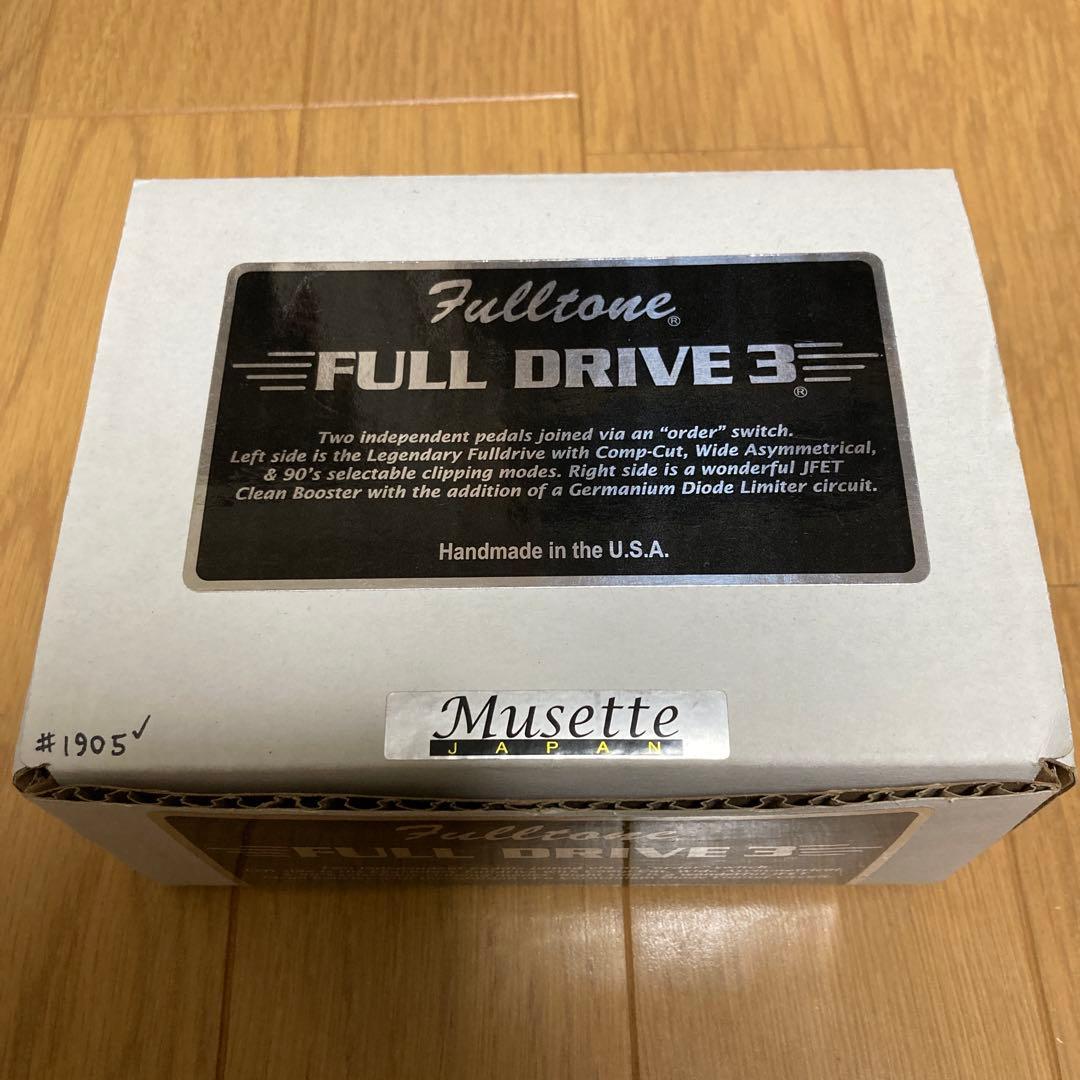 Fulltone®
FULL DRIVE 3®
Two independent pedals joined via an "order" switch.
Left side is the Legendary Fulldrive with Comp-Cut, Wide Asymmetrical,
& 90's selectable clipping modes. Right side is a wonderful JFET
Clean Booster with the addition of a Germanium Diode Limiter circuit.
Handmade in the U.S.A.
Musette
JAPAN
#1905✓
Fulltone
FULL DRIVE 3